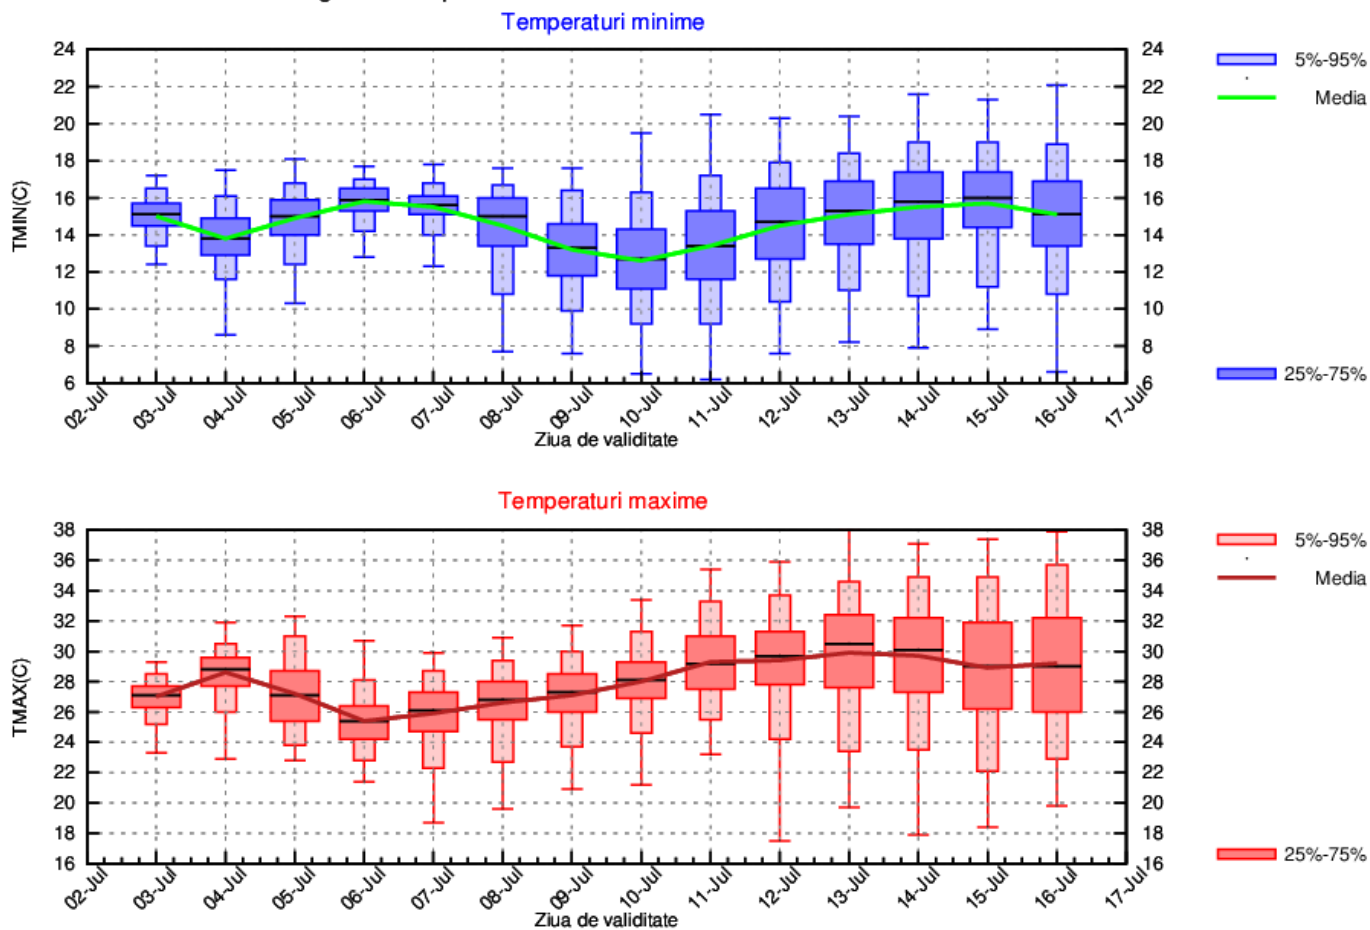 Temperaturi minime
24 24
22 22
20 20
18 18
16 16
14 14
12 12
10 10
8 8
6 6
TMIN(C)
02-Jul 03-Jul 04-Jul 05-Jul 06-Jul 07-Jul 08-Jul 09-Jul 10-Jul 11-Jul 12-Jul 13-Jul 14-Jul 15-Jul 16-Jul 17-Jul
Ziua de validitate
5%-95%
Media
25%-75%
Temperaturi maxime
38 38
36 36
34 34
32 32
30 30
28 28
26 26
24 24
22 22
20 20
18 18
16 16
TMAX(C)
02-Jul 03-Jul 04-Jul 05-Jul 06-Jul 07-Jul 08-Jul 09-Jul 10-Jul 11-Jul 12-Jul 13-Jul 14-Jul 15-Jul 16-Jul 17-Jul
Ziua de validitate
5%-95%
Media
25%-75%